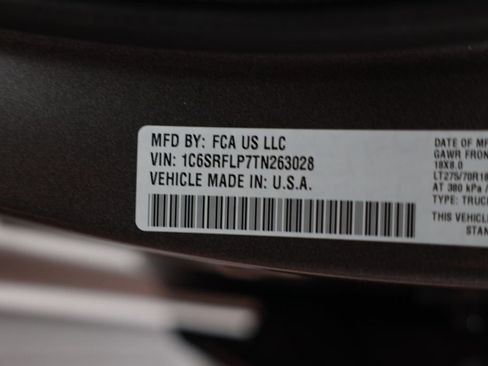 MFD BY: FCA US LLC
VIN: 1C6SRFLP7TN263028
VEHICLE MADE IN: U.S.A.
DATE OF MF
GAWR FRON
18X8.0
LT275/70R18
AT 380 kPa /
TYPE: TRUC
THIS VEHICL
STAN